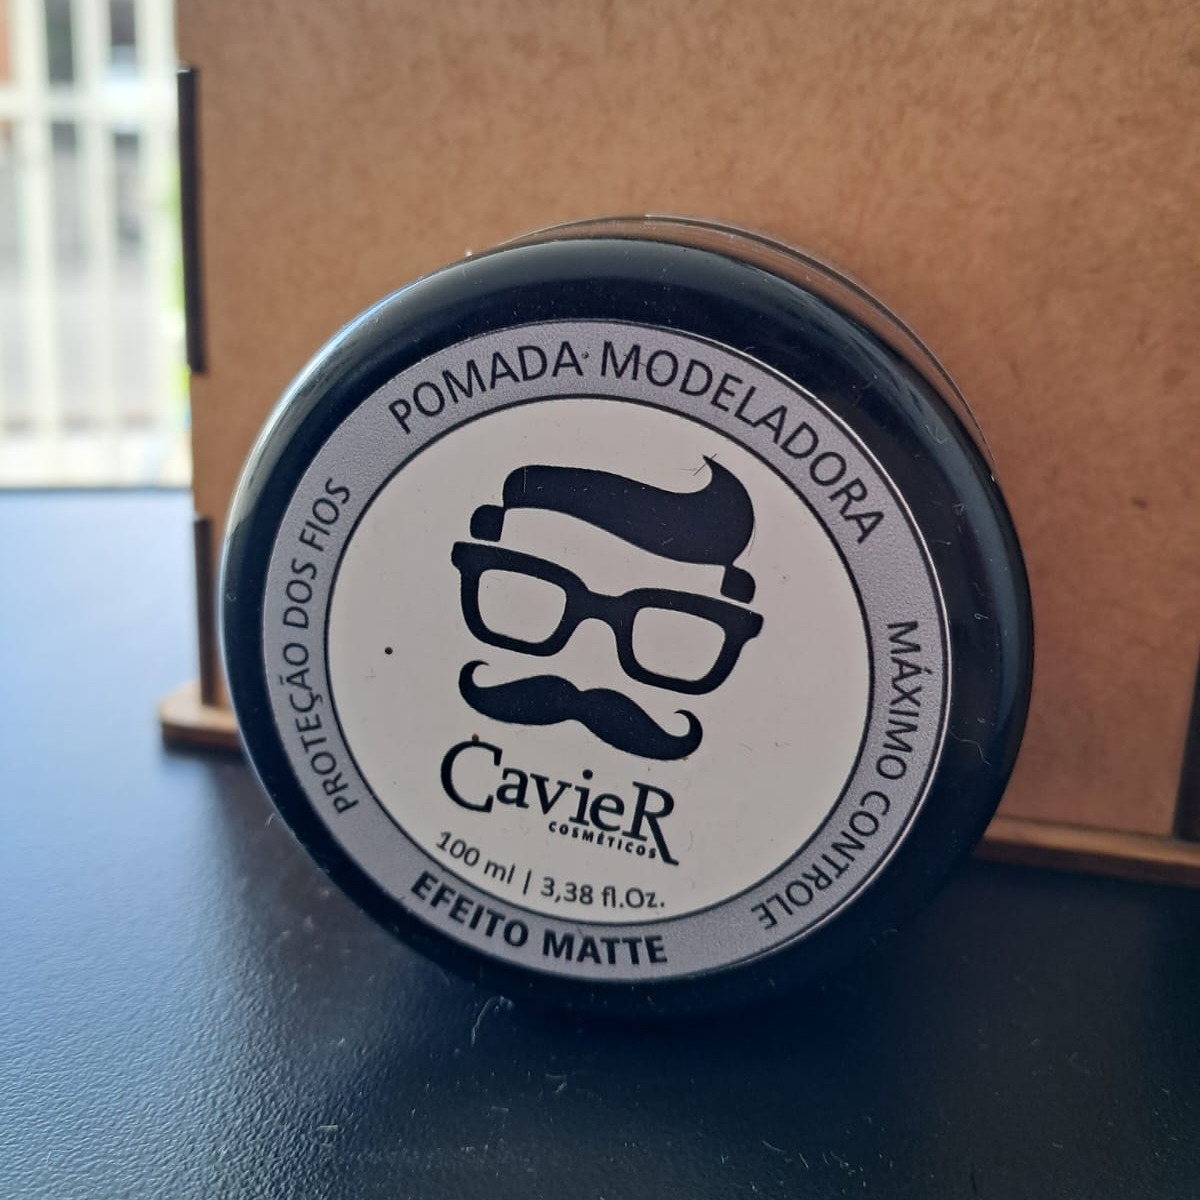 POMADA MODELADORA
MÁXIMO CONTROLE
PROTEÇÃO DOS FIOS
CavieR
COSMÉTICOS
100 ml | 3,38 fl.Oz.
EFEITO MATTE